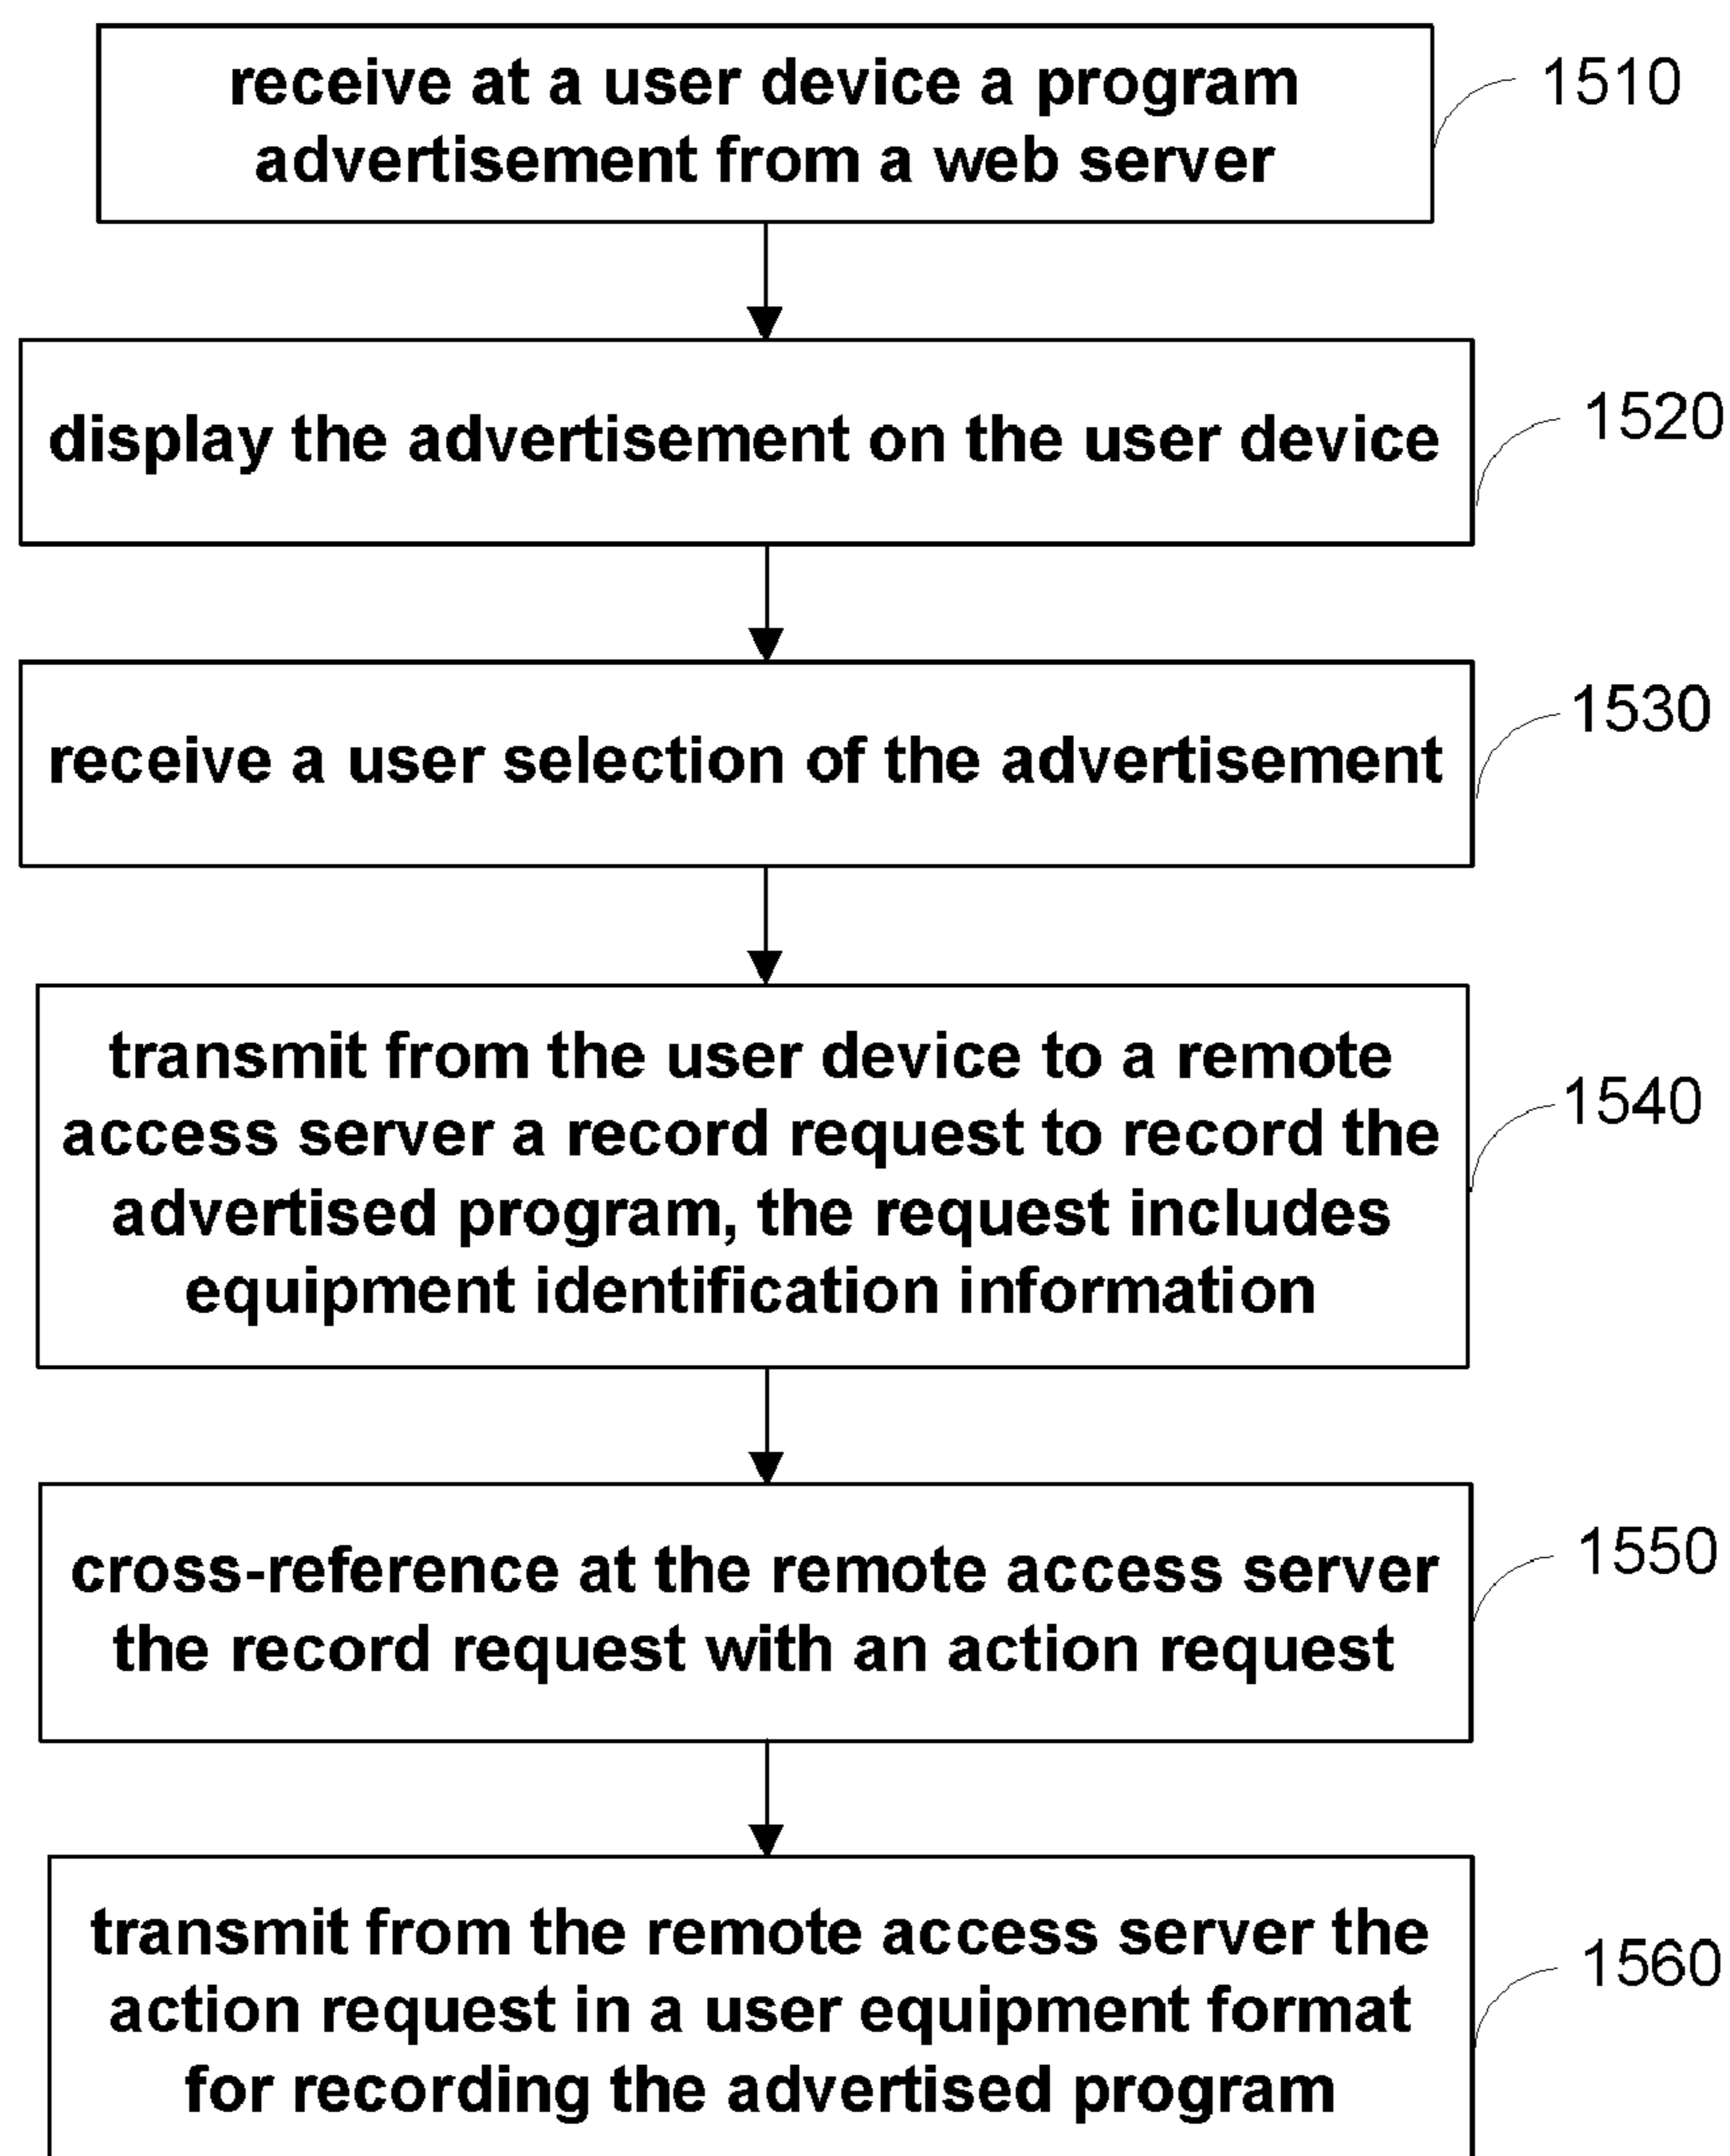 receive at a user device a program
advertisement from a web server
1510
display the advertisement on the user device
1520
receive a user selection of the advertisement
1530
transmit from the user device to a remote
access server a record request to record the
advertised program, the request includes
equipment identification information
1540
cross-reference at the remote access server
the record request with an action request
1550
transmit from the remote access server the
action request in a user equipment format
for recording the advertised program
1560